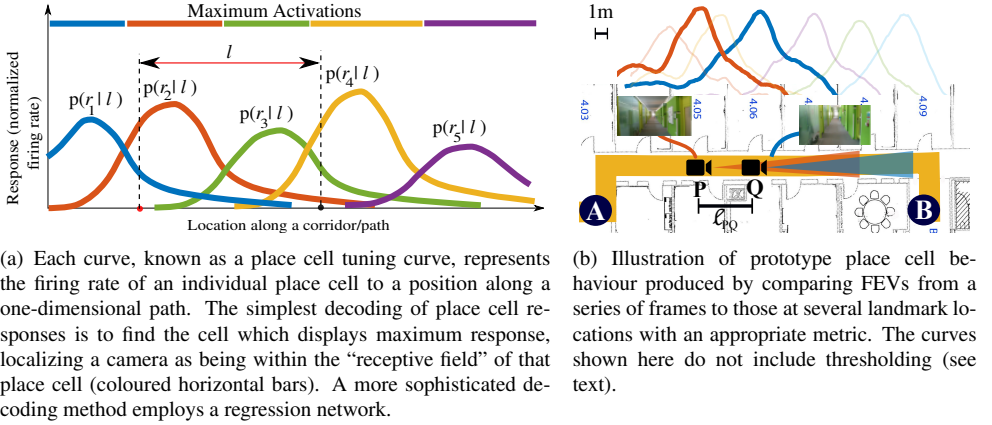 Maximum Activations
Response (normalized
firing rate)
l
p(r1|l)
p(r2|l)
p(r3|l)
p(r4|l)
p(r5|l)
Location along a corridor/path
(a) Each curve, known as a place cell tuning curve, represents
the firing rate of an individual place cell to a position along a
one-dimensional path. The simplest decoding of place cell re-
sponses is to find the cell which displays maximum response,
localizing a camera as being within the “receptive field” of that
place cell (coloured horizontal bars). A more sophisticated de-
coding method employs a regression network.
(b)
1m
4.03
4.05
4.06
4.09
P
Q
A
B
ℓPQ
(b) Illustration of prototype place cell be-
haviour produced by comparing FEVs from a
series of frames to those at several landmark lo-
cations with an appropriate metric. The curves
shown here do not include thresholding (see
text).